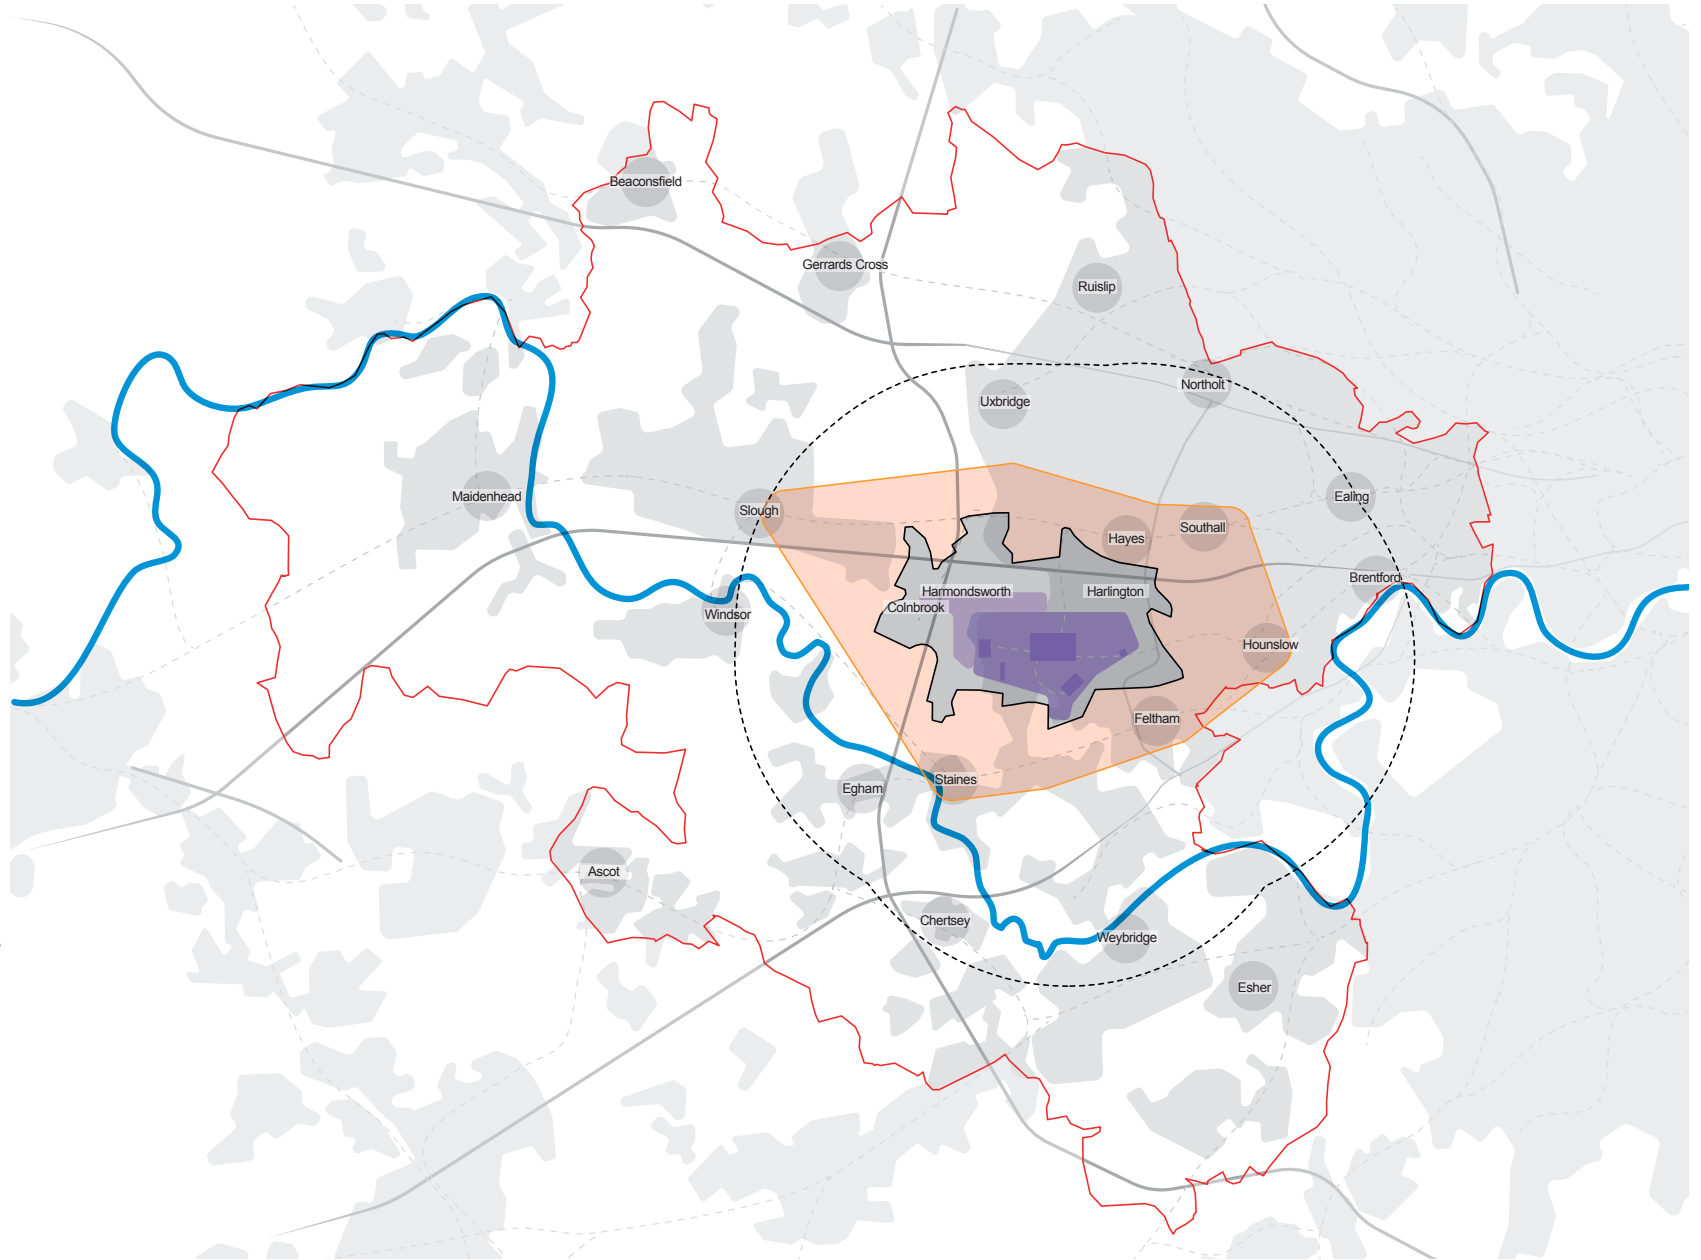 Beaconsfield
Gerrards Cross
Ruislip
Northolt
Uxbridge
Maidenhead
Slough
Ealing
Southall
Hayes
Brentford
Harmondsworth
Harlington
Colnbrook
Windsor
Hounslow
Feltham
Staines
Egham
Ascot
Chertsey
Weybridge
Esher